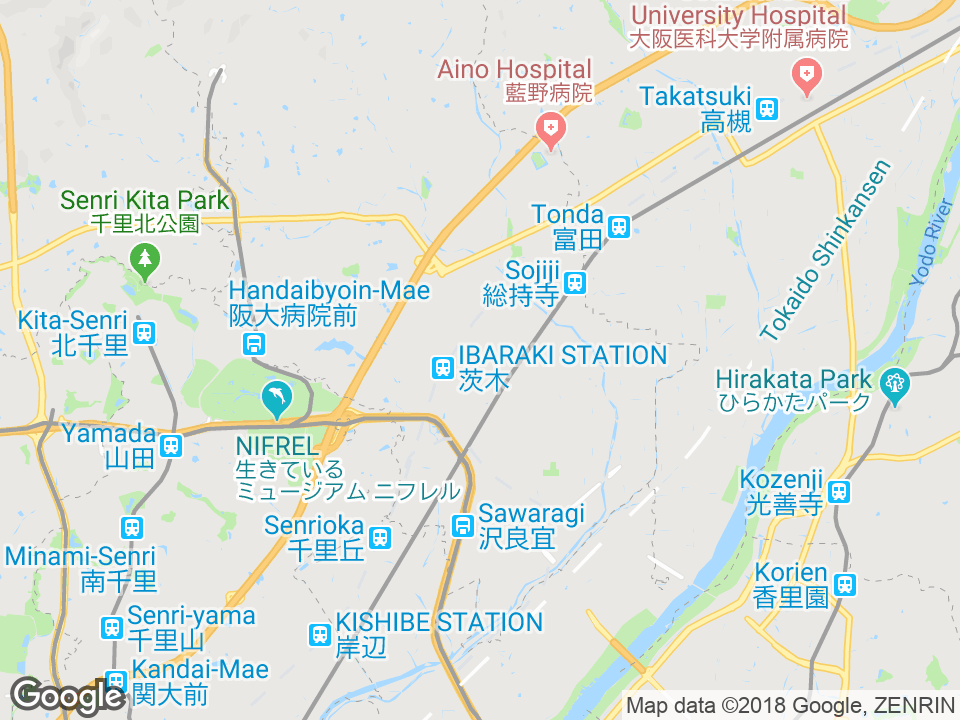 University Hospital
大阪医科大学附属病院
Aino Hospital
藍野病院
Takatsuki
高槻
Senri Kita Park
千里北公園
Tonda
富田
Tokaido Shinkansen
Yodo River
Sojiji
総持寺
Handaibyoin-Mae
阪大病院前
Kita-Senri
北千里
IBARAKI STATION
茨木
Hirakata Park
ひらかたパーク
Yamada
山田
NIFREL
生きている
ミュージアム ニフレル
Kozenji
光善寺
Sawaragi
沢良宜
Senrioka
千里丘
Minami-Senri
南千里
Korien
香里園
Senri-yama
千里山
KISHIBE STATION
岸辺
Kandai-Mae
関大前
Google
Map data ©2018 Google, ZENRIN